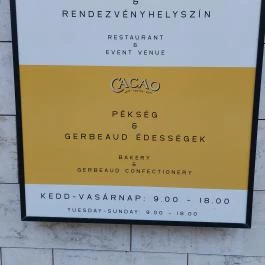 &
RENDEZVÉNYHELYSZÍN
RESTAURANT
&
EVENT VENUE
CACAO
PÉKSÉG
&
GERBEAUD ÉDESSÉGEK
BAKERY
&
GERBEAUD CONFECTIONERY
KEDD-VASÁRNAP: 9.00 - 18.00
TUESDAY-SUNDAY: 9.00 - 18.00